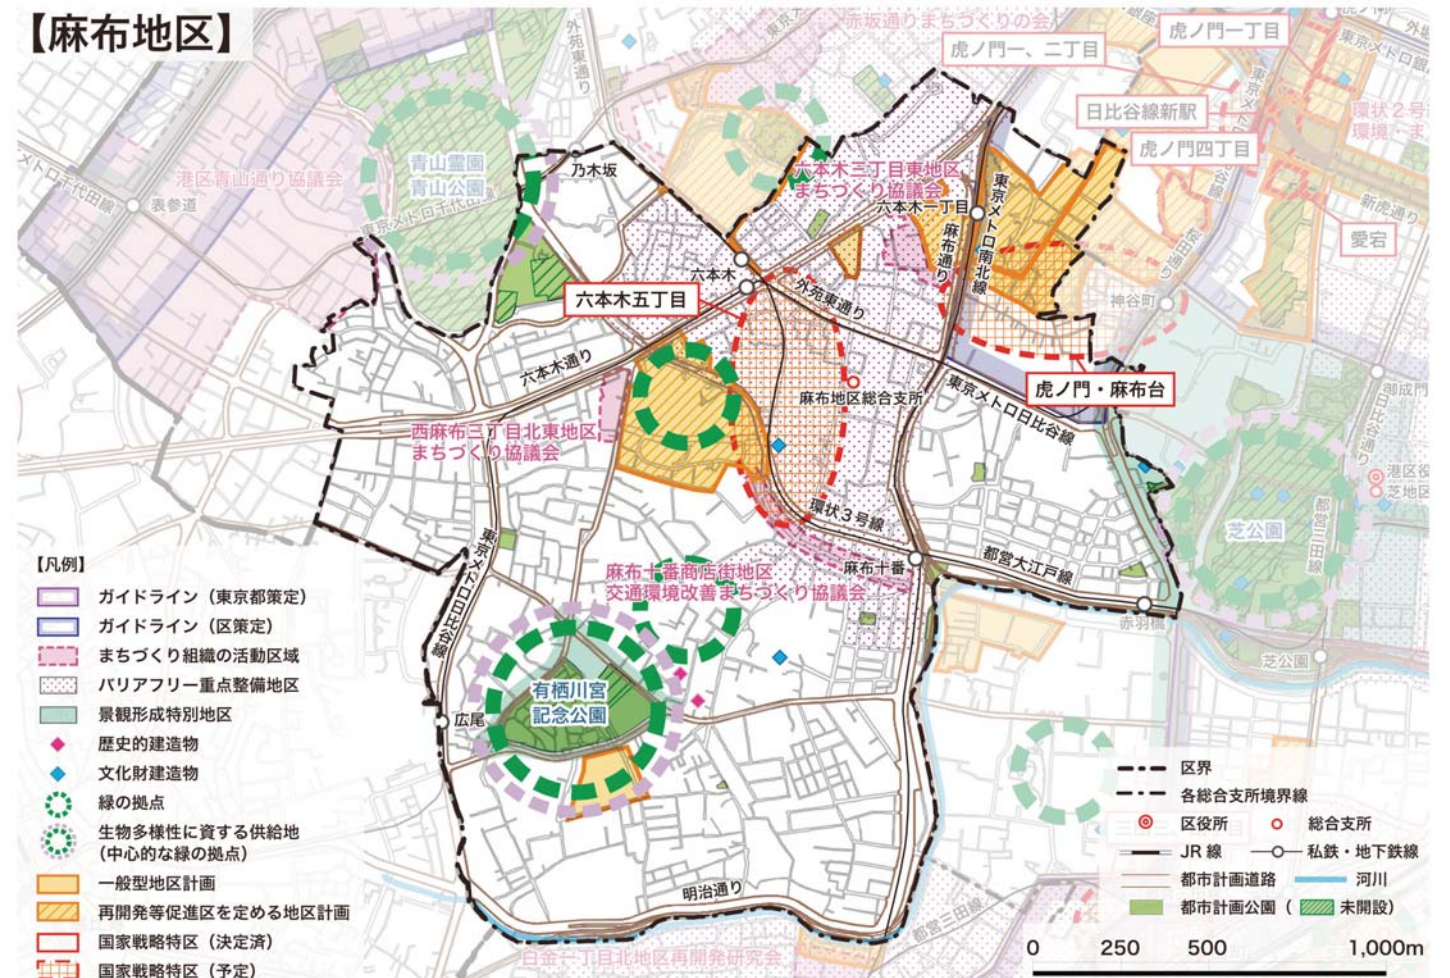 【麻布地区】
外苑東通り
赤坂通りまちづくりの会
虎ノ門一、二丁目
虎ノ門一丁目
日比谷線新駅
虎ノ門四丁目
環状2号
環境・ま
新虎通り
愛宕
桜田通り
神谷町
御成門
日比谷通り
青山霊園
青山公園
港区青山通り協議会
表参道
東京メトロ千代田線
乃木坂
六本木三丁目東地区
まちづくり協議会
六本木一丁目
麻布通り
東京メトロ南北線
六本木
外苑東通り
六本木五丁目
六本木通り
麻布地区総合支所
虎ノ門・麻布台
東京メトロ日比谷線
西麻布三丁目北東地区
まちづくり協議会
環状3号線
麻布十番
都営大江戸線
赤羽橋
芝公園
都営三田線
芝公園
東京メトロ日比谷線
麻布十番商店街地区
交通環境改善まちづくり協議会
有栖川宮
記念公園
広尾
明治通り
都営三田線
白金一丁目北地区再開発研究会
【凡例】
ガイドライン（東京都策定）
ガイドライン（区策定）
まちづくり組織の活動区域
バリアフリー重点整備地区
景観形成特別地区
歴史的建造物
文化財建造物
緑の拠点
生物多様性に資する供給地
(中心的な緑の拠点)
一般型地区計画
再開発等促進区を定める地区計画
国家戦略特区（決定済）
国家戦略特区（予定）
区界
各総合支所境界線
区役所 総合支所
JR線 私鉄・地下鉄線
都市計画道路 河川
都市計画公園（ 未開設）
0 250 500 1,000m